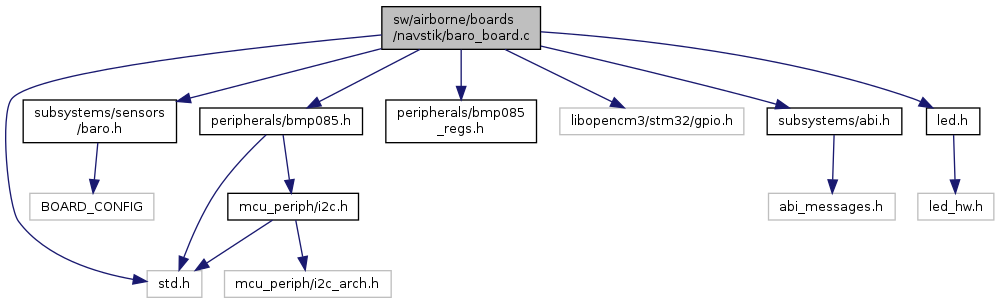 sw/airborne/boards
/navstik/baro_board.c
subsystems/sensors
/baro.h
peripherals/bmp085.h
peripherals/bmp085
_regs.h
libopencm3/stm32/gpio.h
subsystems/abi.h
led.h
BOARD_CONFIG
mcu_periph/i2c.h
abi_messages.h
led_hw.h
std.h
mcu_periph/i2c_arch.h